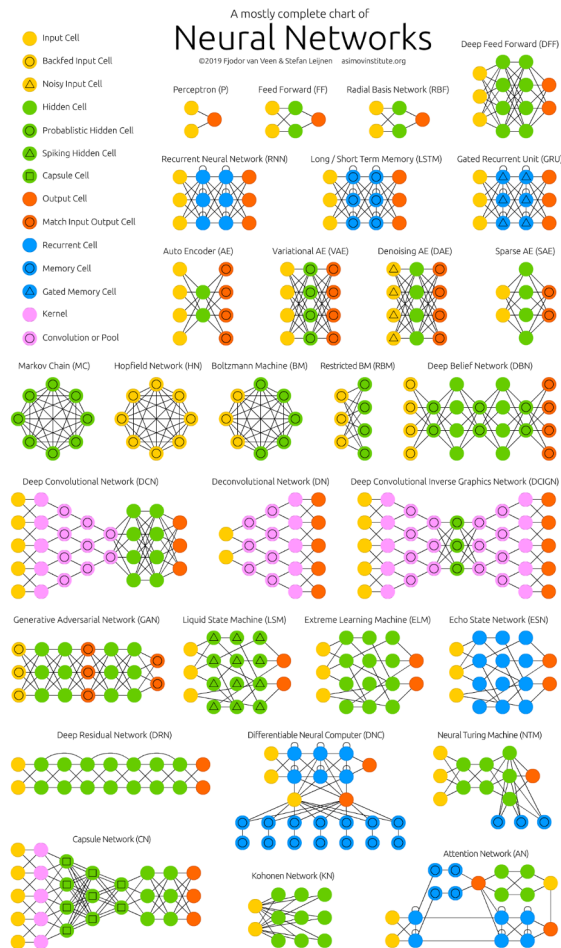 A mostly complete chart of
Neural Networks
©2019 Fjodor van Veen & Stefan Leijnen asimovinstitute.org
Input Cell
Backfed Input Cell
Noisy Input Cell
Hidden Cell
Probablistic Hidden Cell
Spiking Hidden Cell
Capsule Cell
Output Cell
Match Input Output Cell
Recurrent Cell
Memory Cell
Gated Memory Cell
Kernel
Convolution or Pool
Deep Feed Forward (DFF)
Perceptron (P)
Feed Forward (FF)
Radial Basis Network (RBF)
Recurrent Neural Network (RNN)
Long / Short Term Memory (LSTM)
Gated Recurrent Unit (GRU)
Auto Encoder (AE)
Variational AE (VAE)
Denoising AE (DAE)
Sparse AE (SAE)
Markov Chain (MC)
Hopfield Network (HN)
Boltzmann Machine (BM)
Restricted BM (RBM)
Deep Belief Network (DBN)
Deep Convolutional Network (DCN)
Deconvolutional Network (DN)
Deep Convolutional Inverse Graphics Network (DCIGN)
Generative Adversarial Network (GAN)
Liquid State Machine (LSM)
Extreme Learning Machine (ELM)
Echo State Network (ESN)
Deep Residual Network (DRN)
Differentiable Neural Computer (DNC)
Neural Turing Machine (NTM)
Capsule Network (CN)
Kohonen Network (KN)
Attention Network (AN)